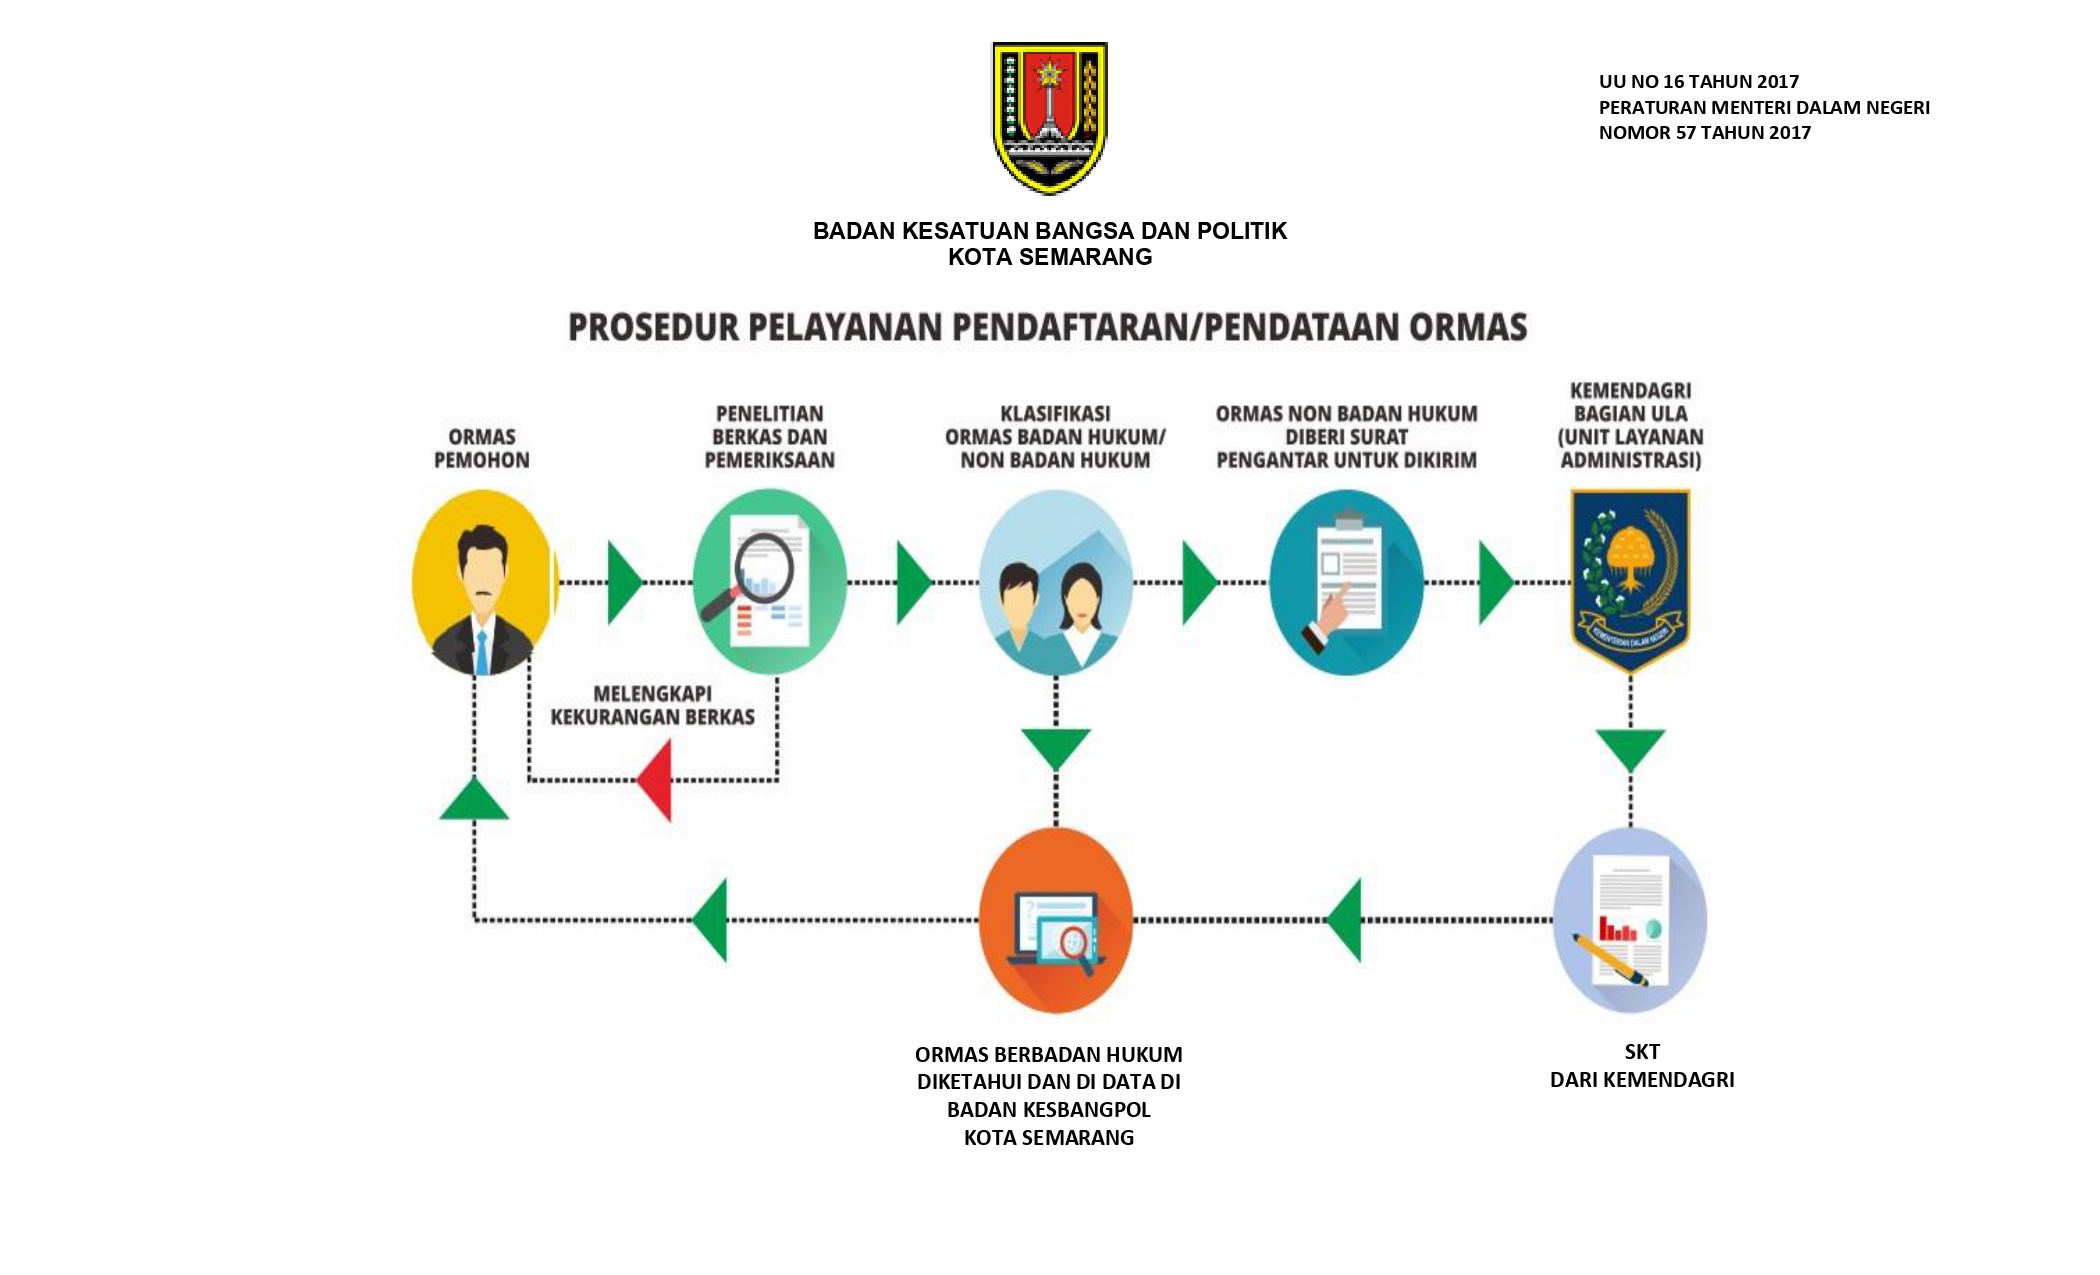 UU NO 16 TAHUN 2017
PERATURAN MENTERI DALAM NEGERI
NOMOR 57 TAHUN 2017
BADAN KESATUAN BANGSA DAN POLITIK
KOTA SEMARANG
PROSEDUR PELAYANAN PENDAFTARAN/PENDATAAN ORMAS
ORMAS
PEMOHON
PENELITIAN
BERKAS DAN
PEMERIKSAAN
KLASIFIKASI
ORMAS BADAN HUKUM/
NON BADAN HUKUM
ORMAS NON BADAN HUKUM
DIBERI SURAT
PENGANTAR UNTUK DIKIRIM
KEMENDAGRI
BAGIAN ULA
(UNIT LAYANAN
ADMINISTRASI)
KEMENTERIAN DALAM NEGERI
MELENGKAPI
KEKURANGAN BERKAS
ORMAS BERBADAN HUKUM
DIKETAHUI DAN DI DATA DI
BADAN KESBANGPOL
KOTA SEMARANG
SKT
DARI KEMENDAGRI